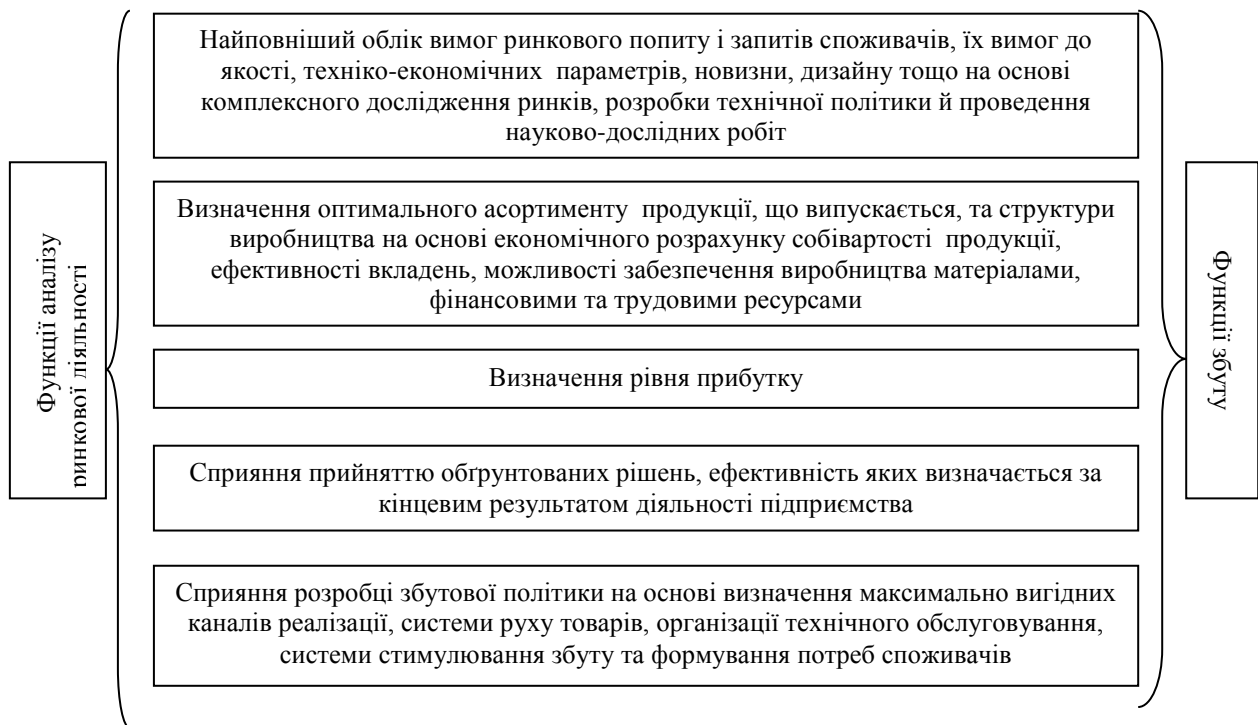 Найповніший облік вимог ринкового попиту і запитів споживачів, їх вимог до
якості, техніко-економічних параметрів, новизни, дизайну тощо на основі
комплексного дослідження ринків, розробки технічної політики й проведення
науково-дослідних робіт
Функції аналізу
ринкової діяльності
Визначення оптимального асортименту продукції, що випускається, та структури
виробництва на основі економічного розрахунку собівартості продукції,
ефективності вкладень, можливості забезпечення виробництва матеріалами,
фінансовими та трудовими ресурсами
Визначення рівня прибутку
Сприяння прийняттю обґрунтованих рішень, ефективність яких визначається за
кінцевим результатом діяльності підприємства
Сприяння розробці збутової політики на основі визначення максимально вигідних
каналів реалізації, системи руху товарів, організації технічного обслуговування,
системи стимулювання збуту та формування потреб споживачів
Функції збуту